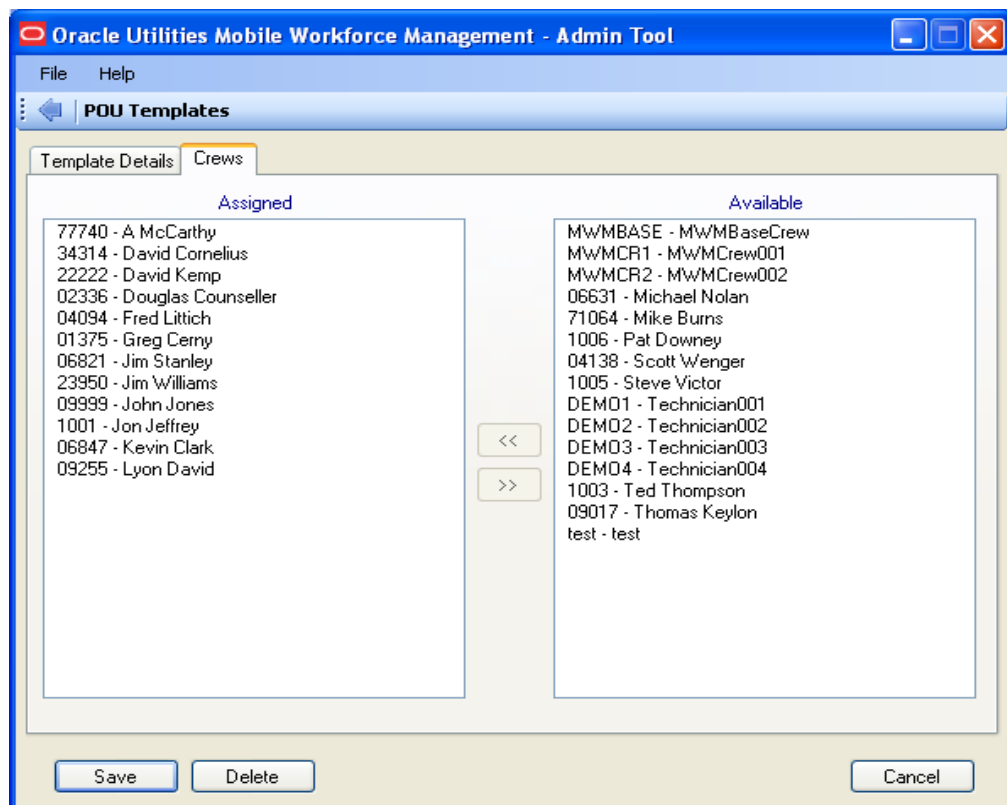 Oracle Utilities Mobile Workforce Management - Admin Tool
File Help
POU Templates
Template Details Crews
Assigned
77740 - A McCarthy
34314 - David Cornelius
22222 - David Kemp
02336 - Douglas Counseller
04094 - Fred Littich
01375 - Greg Cerny
06821 - Jim Stanley
23950 - Jim Williams
09999 - John Jones
1001 - Jon Jeffrey
06847 - Kevin Clark
09255 - Lyon David
<<
>>
Available
MWMBASE - MWMBaseCrew
MWMCR1 - MWMCrew001
MWMCR2 - MWMCrew002
06631 - Michael Nolan
71064 - Mike Burns
1006 - Pat Downey
04138 - Scott Wenger
1005 - Steve Victor
DEMO1 - Technician001
DEMO2 - Technician002
DEMO3 - Technician003
DEMO4 - Technician004
1003 - Ted Thompson
09017 - Thomas Keylon
test - test
Save Delete Cancel